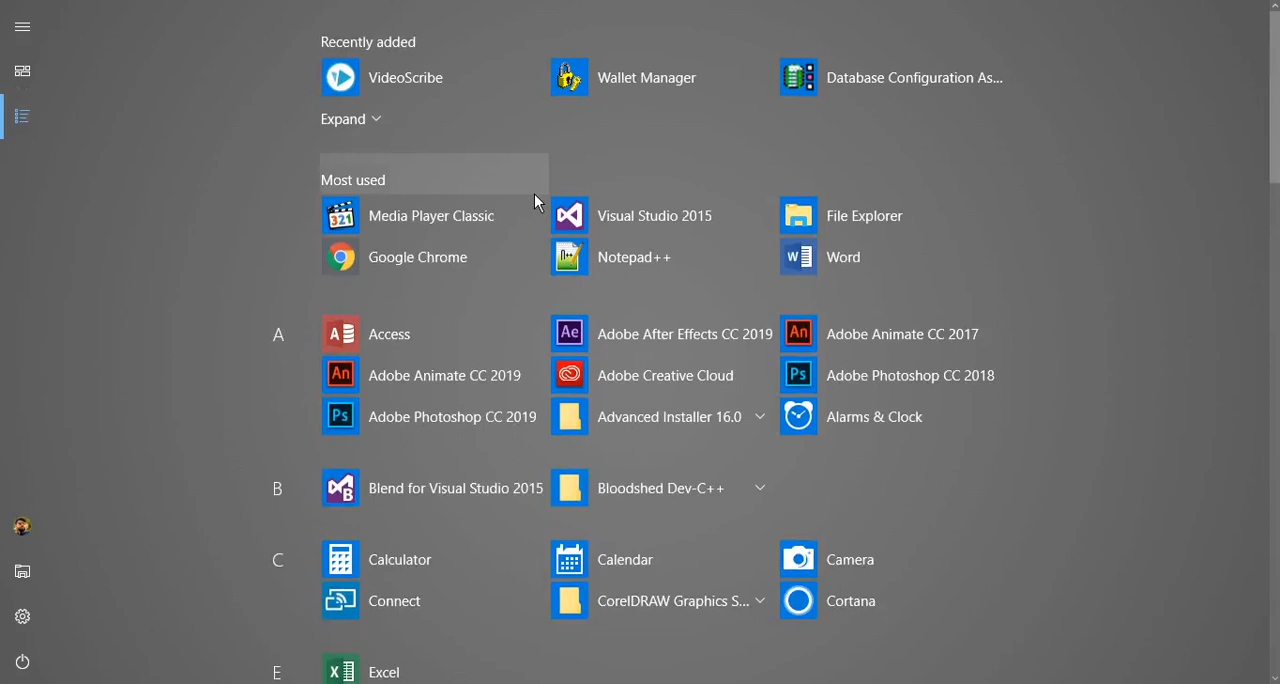 Recently added
VideoScribe
Wallet Manager
Database Configuration As...
Expand
Most used
Media Player Classic
Visual Studio 2015
File Explorer
Google Chrome
Notepad++
Word
A
Access
Adobe After Effects CC 2019
Adobe Animate CC 2017
Adobe Animate CC 2019
Adobe Creative Cloud
Adobe Photoshop CC 2018
Adobe Photoshop CC 2019
Advanced Installer 16.0
Alarms & Clock
B
Blend for Visual Studio 2015
Bloodshed Dev-C++
C
Calculator
Calendar
Camera
Connect
CorelDRAW Graphics S...
Cortana
E
Excel